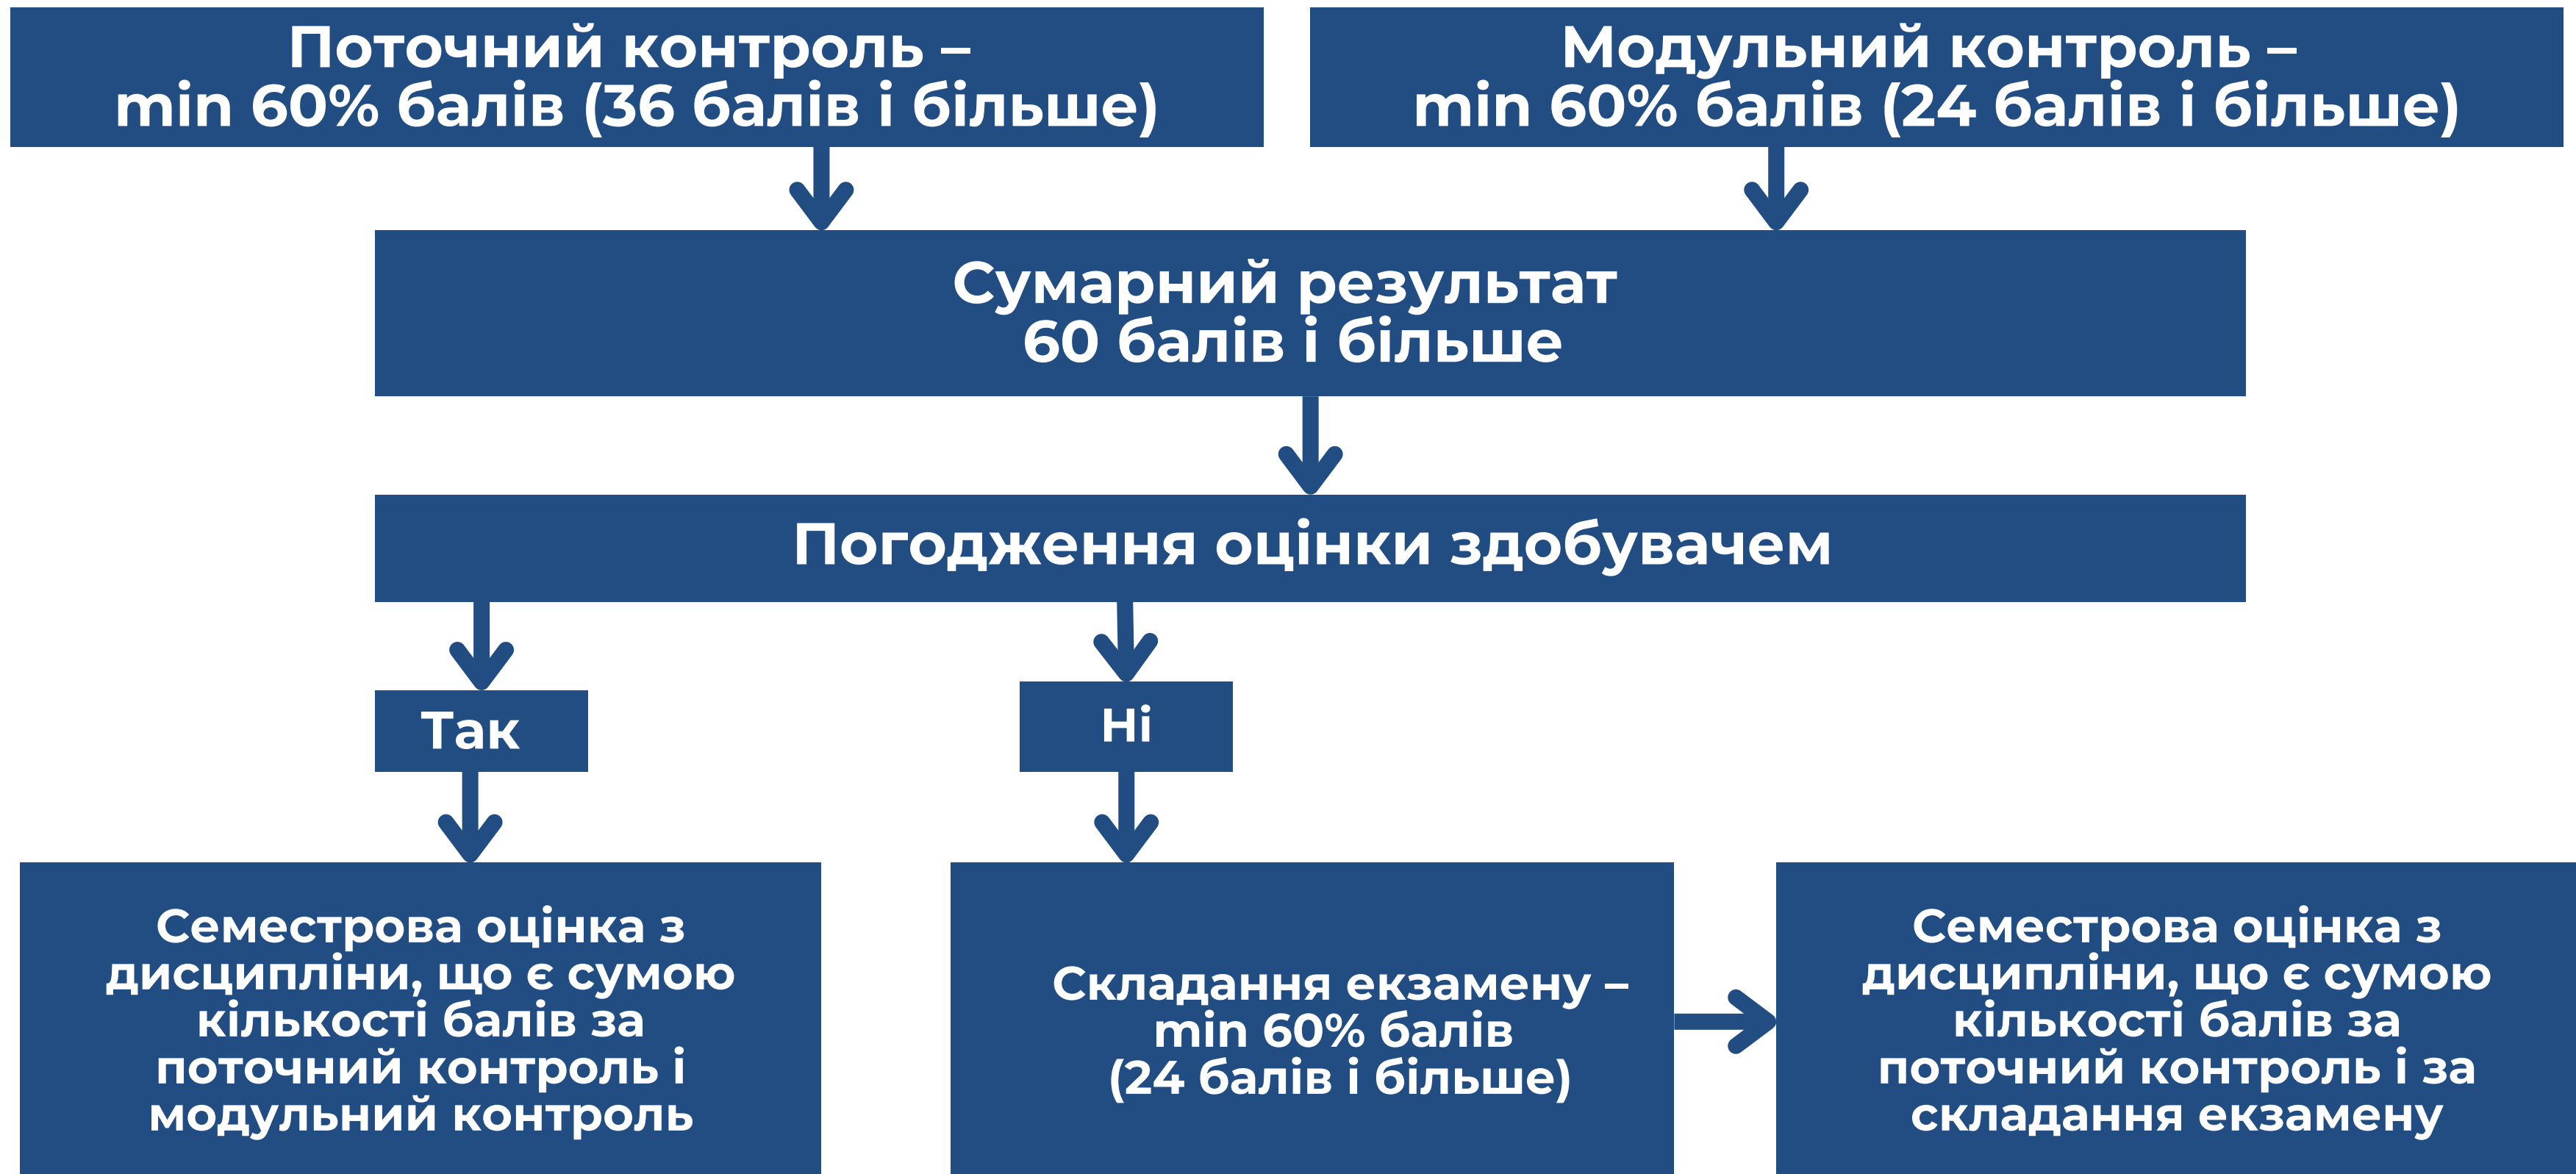 Поточний контроль –
min 60% балів (36 балів і більше)
Модульний контроль –
min 60% балів (24 балів і більше)
Сумарний результат
60 балів і більше
Погодження оцінки здобувачем
Так
Ні
Семестрова оцінка з
дисципліни, що є сумою
кількості балів за
поточний контроль і
модульний контроль
Складання екзамену –
min 60% балів
(24 балів і більше)
Семестрова оцінка з
дисципліни, що є сумою
кількості балів за
поточний контроль і за
складання екзамену